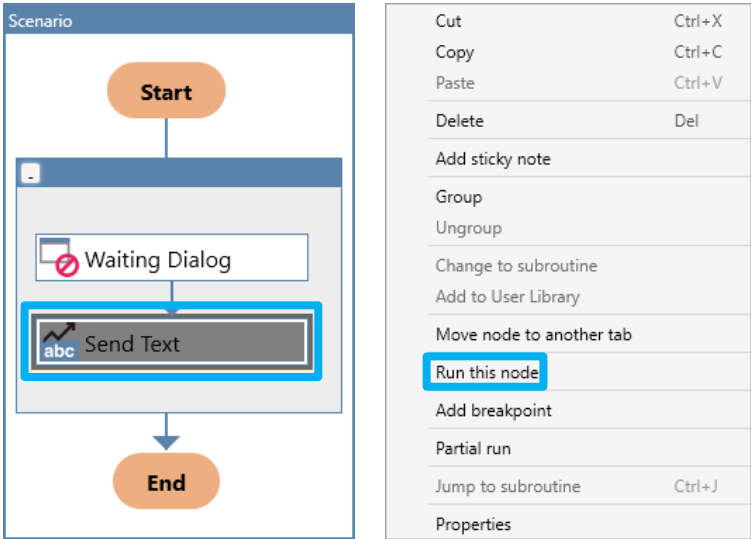 Scenario
Start
-
Waiting Dialog
abc Send Text
End
Cut Ctrl+X
Copy Ctrl+C
Paste Ctrl+V
Delete Del
Add sticky note
Group
Ungroup
Change to subroutine
Add to User Library
Move node to another tab
Run this node
Add breakpoint
Partial run
Jump to subroutine Ctrl+J
Properties